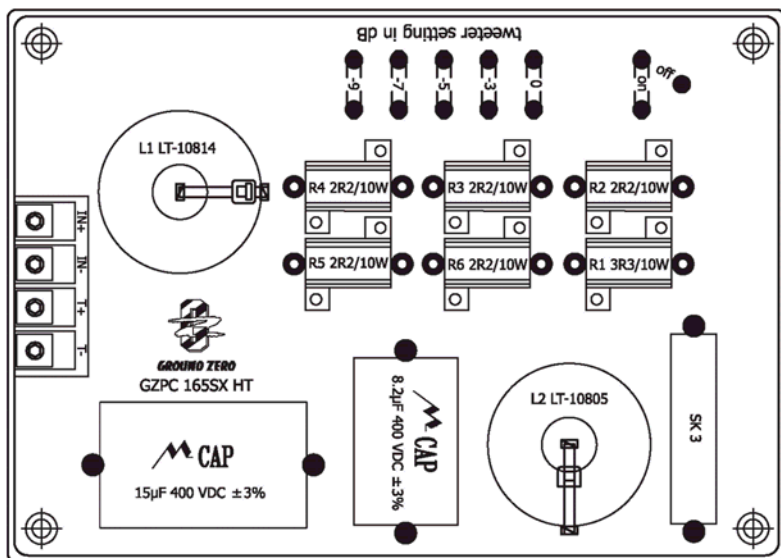 tweeter setting in dB
-9
-7
-5
-3
0
on
off
L1 LT-10814
R4 2R2/10W
R3 2R2/10W
R2 2R2/10W
R5 2R2/10W
R6 2R2/10W
R1 3R3/10W
IN+
IN-
T+
T-
GROUND ZERO
GZPC 165SX HT
CAP
15µF 400 VDC ±3%
CAP
8.2µF 400 VDC ±3%
L2 LT-10805
SK 3